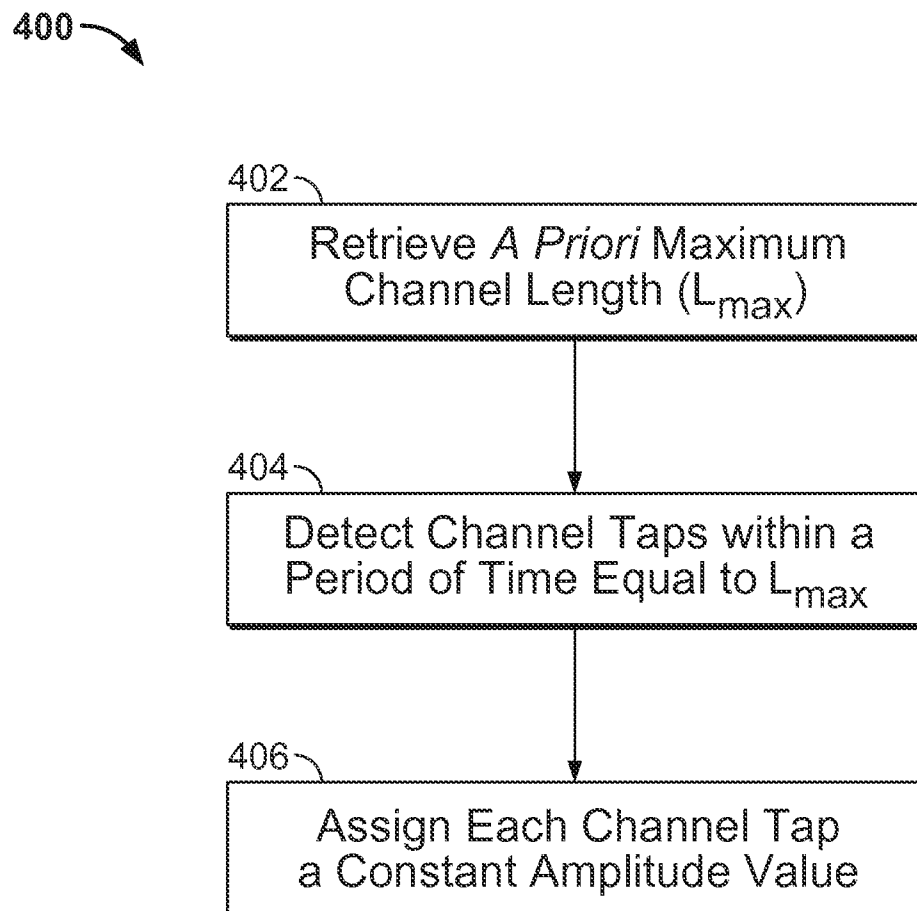 400
402
Retrieve A Priori Maximum
Channel Length (Lmax)
404
Detect Channel Taps within a
Period of Time Equal to Lmax
406
Assign Each Channel Tap
a Constant Amplitude Value